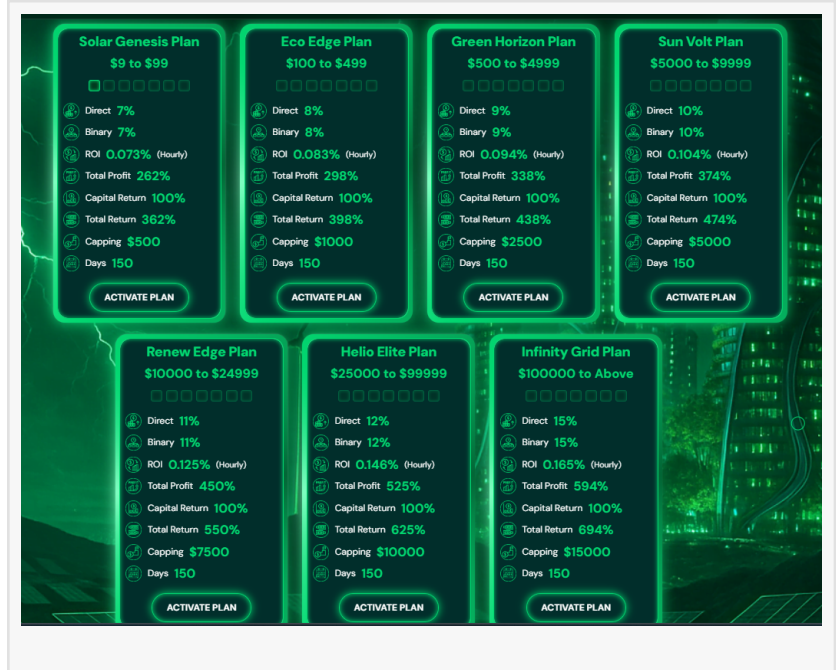 Solar Genesis Plan
$9 to $99
Direct 7%
Binary 7%
ROI 0.073% (Hourly)
Total Profit 262%
Capital Return 100%
Total Return 362%
Capping $500
Days 150
ACTIVATE PLAN
Eco Edge Plan
$100 to $499
Direct 8%
Binary 8%
ROI 0.083% (Hourly)
Total Profit 298%
Capital Return 100%
Total Return 398%
Capping $1000
Days 150
ACTIVATE PLAN
Green Horizon Plan
$500 to $4999
Direct 9%
Binary 9%
ROI 0.094% (Hourly)
Total Profit 338%
Capital Return 100%
Total Return 438%
Capping $2500
Days 150
ACTIVATE PLAN
Sun Volt Plan
$5000 to $9999
Direct 10%
Binary 10%
ROI 0.104% (Hourly)
Total Profit 374%
Capital Return 100%
Total Return 474%
Capping $5000
Days 150
ACTIVATE PLAN
Renew Edge Plan
$10000 to $24999
Direct 11%
Binary 11%
ROI 0.125% (Hourly)
Total Profit 450%
Capital Return 100%
Total Return 550%
Capping $7500
Days 150
ACTIVATE PLAN
Helio Elite Plan
$25000 to $99999
Direct 12%
Binary 12%
ROI 0.146% (Hourly)
Total Profit 525%
Capital Return 100%
Total Return 625%
Capping $10000
Days 150
ACTIVATE PLAN
Infinity Grid Plan
$100000 to Above
Direct 15%
Binary 15%
ROI 0.165% (Hourly)
Total Profit 594%
Capital Return 100%
Total Return 694%
Capping $15000
Days 150
ACTIVATE PLAN